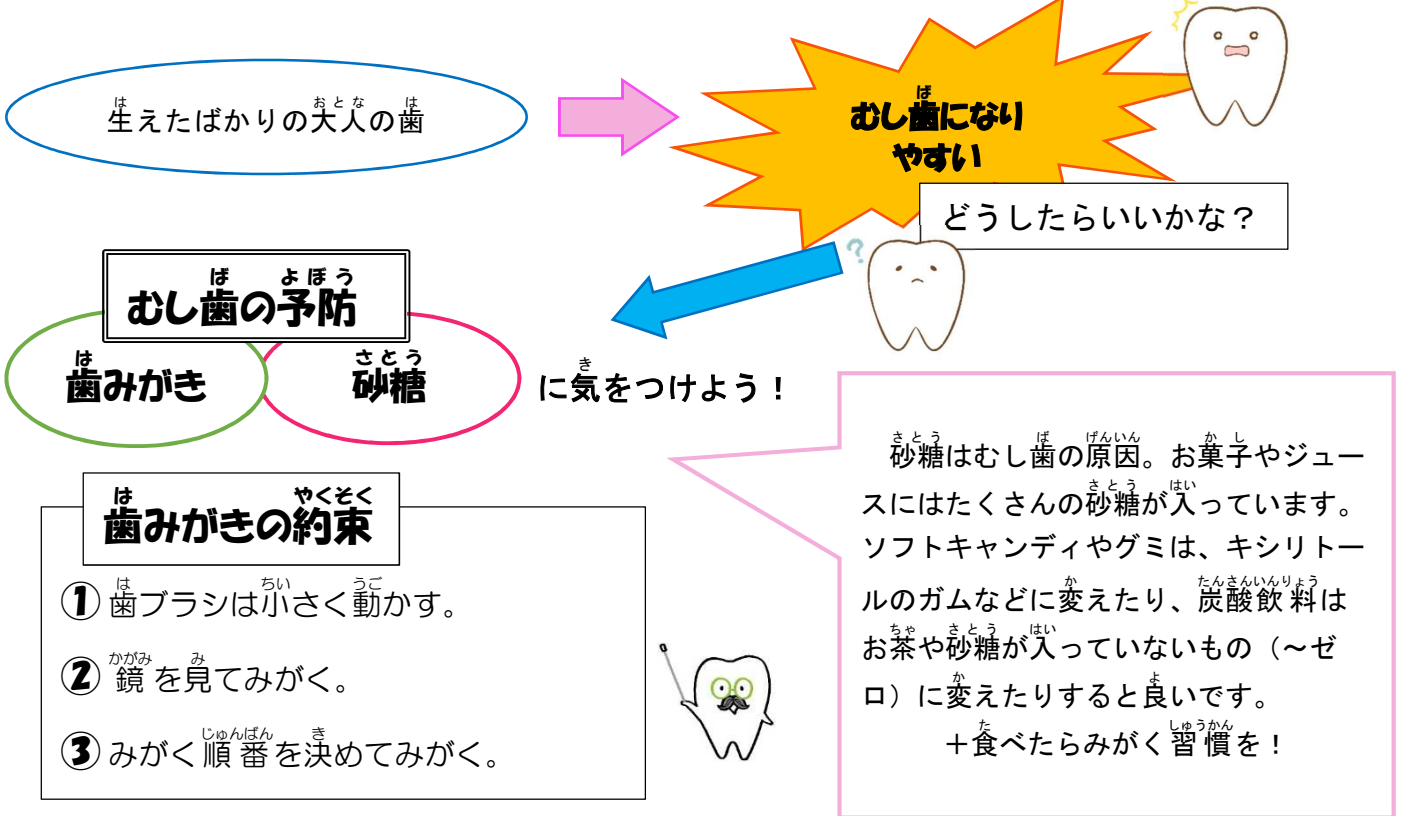 生えたばかりの大人の歯
むし歯になり
やすい
どうしたらいいかな？
?
むし歯の予防
歯みがき
砂糖
に気をつけよう！
歯みがきの約束
① 歯ブラシは小さく動かす。
② 鏡を見てみがく。
③ みがく順番を決めてみがく。
砂糖はむし歯の原因。お菓子やジュー
スにはたくさんの砂糖が入っています。
ソフトキャンディやグミは、キシリトー
ルのガムなどに変えたり、炭酸飲料は
お茶や砂糖が入っていないもの（～ゼ
ロ）に変えたりすると良いです。
＋食べたらみがく習慣を！